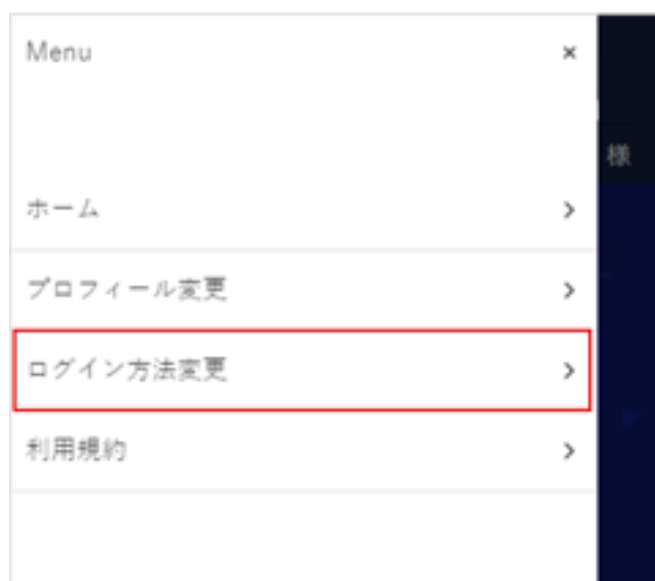 Menu ×
様
ホーム
プロフィール変更
ログイン方法変更
利用規約